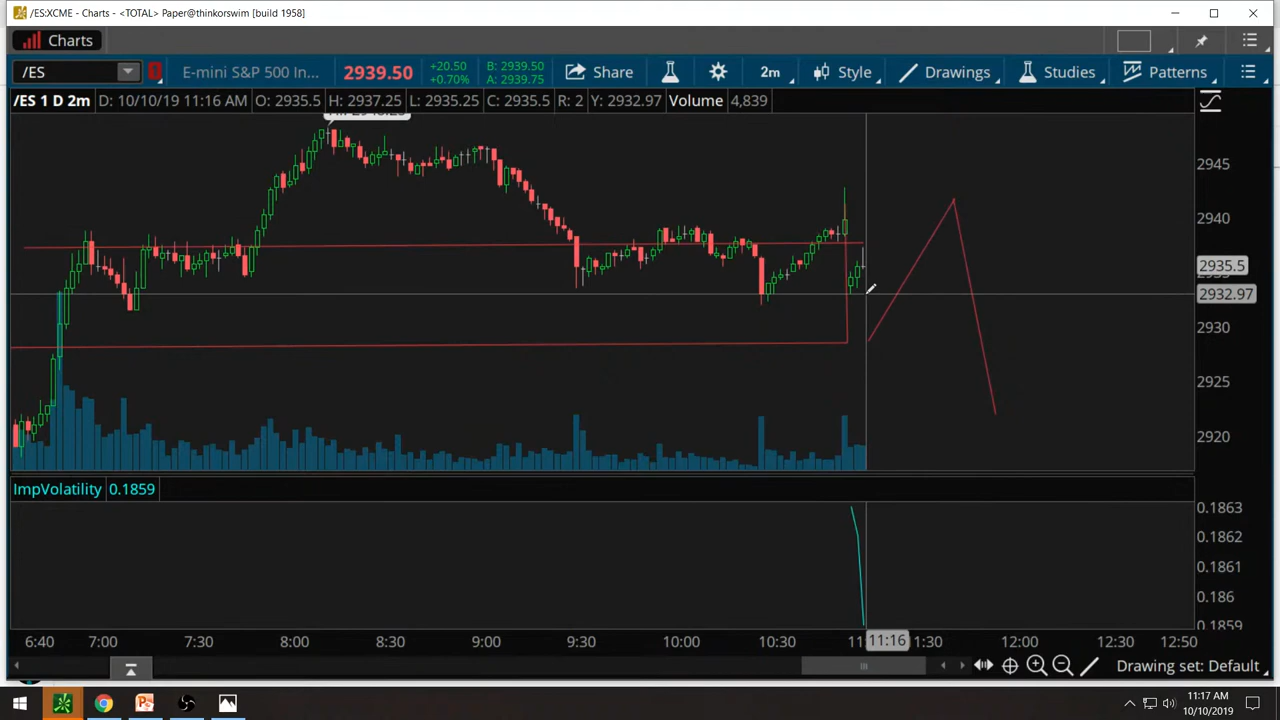 /ES:XCME - Charts - <TOTAL> Paper@thinkorswim [build 1958]
Charts
/ES 1 E-mini S&P 500 In... 2939.50 +20.50 +0.70% B: 2939.50 A: 2939.75 Share 2m Style Drawings Studies Patterns
/ES 1 D 2m D: 10/10/19 11:16 AM O: 2935.5 H: 2937.25 L: 2935.25 C: 2935.5 R: 2 Y: 2932.97 Volume 4,839
2945
2940
2935.5
2932.97
2930
2925
2920
ImpVolatility 0.1859
0.1863
0.1862
0.1861
0.186
0.1859
6:40 7:00 7:30 8:00 8:30 9:00 9:30 10:00 10:30 11:16 1:30 12:00 12:30 12:50
Drawing set: Default
11:17 AM
10/10/2019